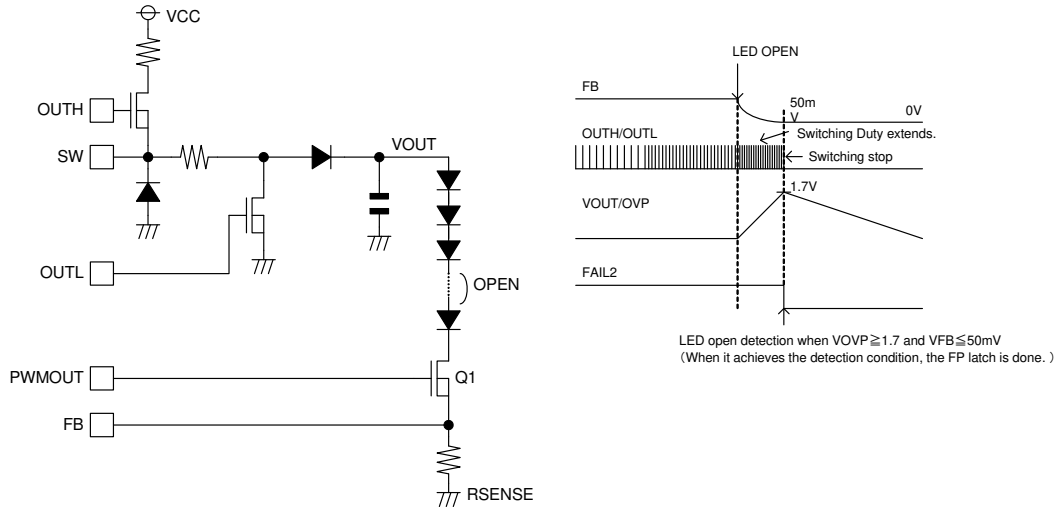 VCC
OUTH
SW
VOUT
OUTL
OPEN
PWMOUT
Q1
FB
RSENSE
LED OPEN
FB
50m
V
0V
OUTH/OUTL
Switching Duty extends.
Switching stop
1.7V
VOUT/OVP
FAIL2
LED open detection when VOVP≧1.7 and VFB≦50mV
(When it achieves the detection condition, the FP latch is done. )